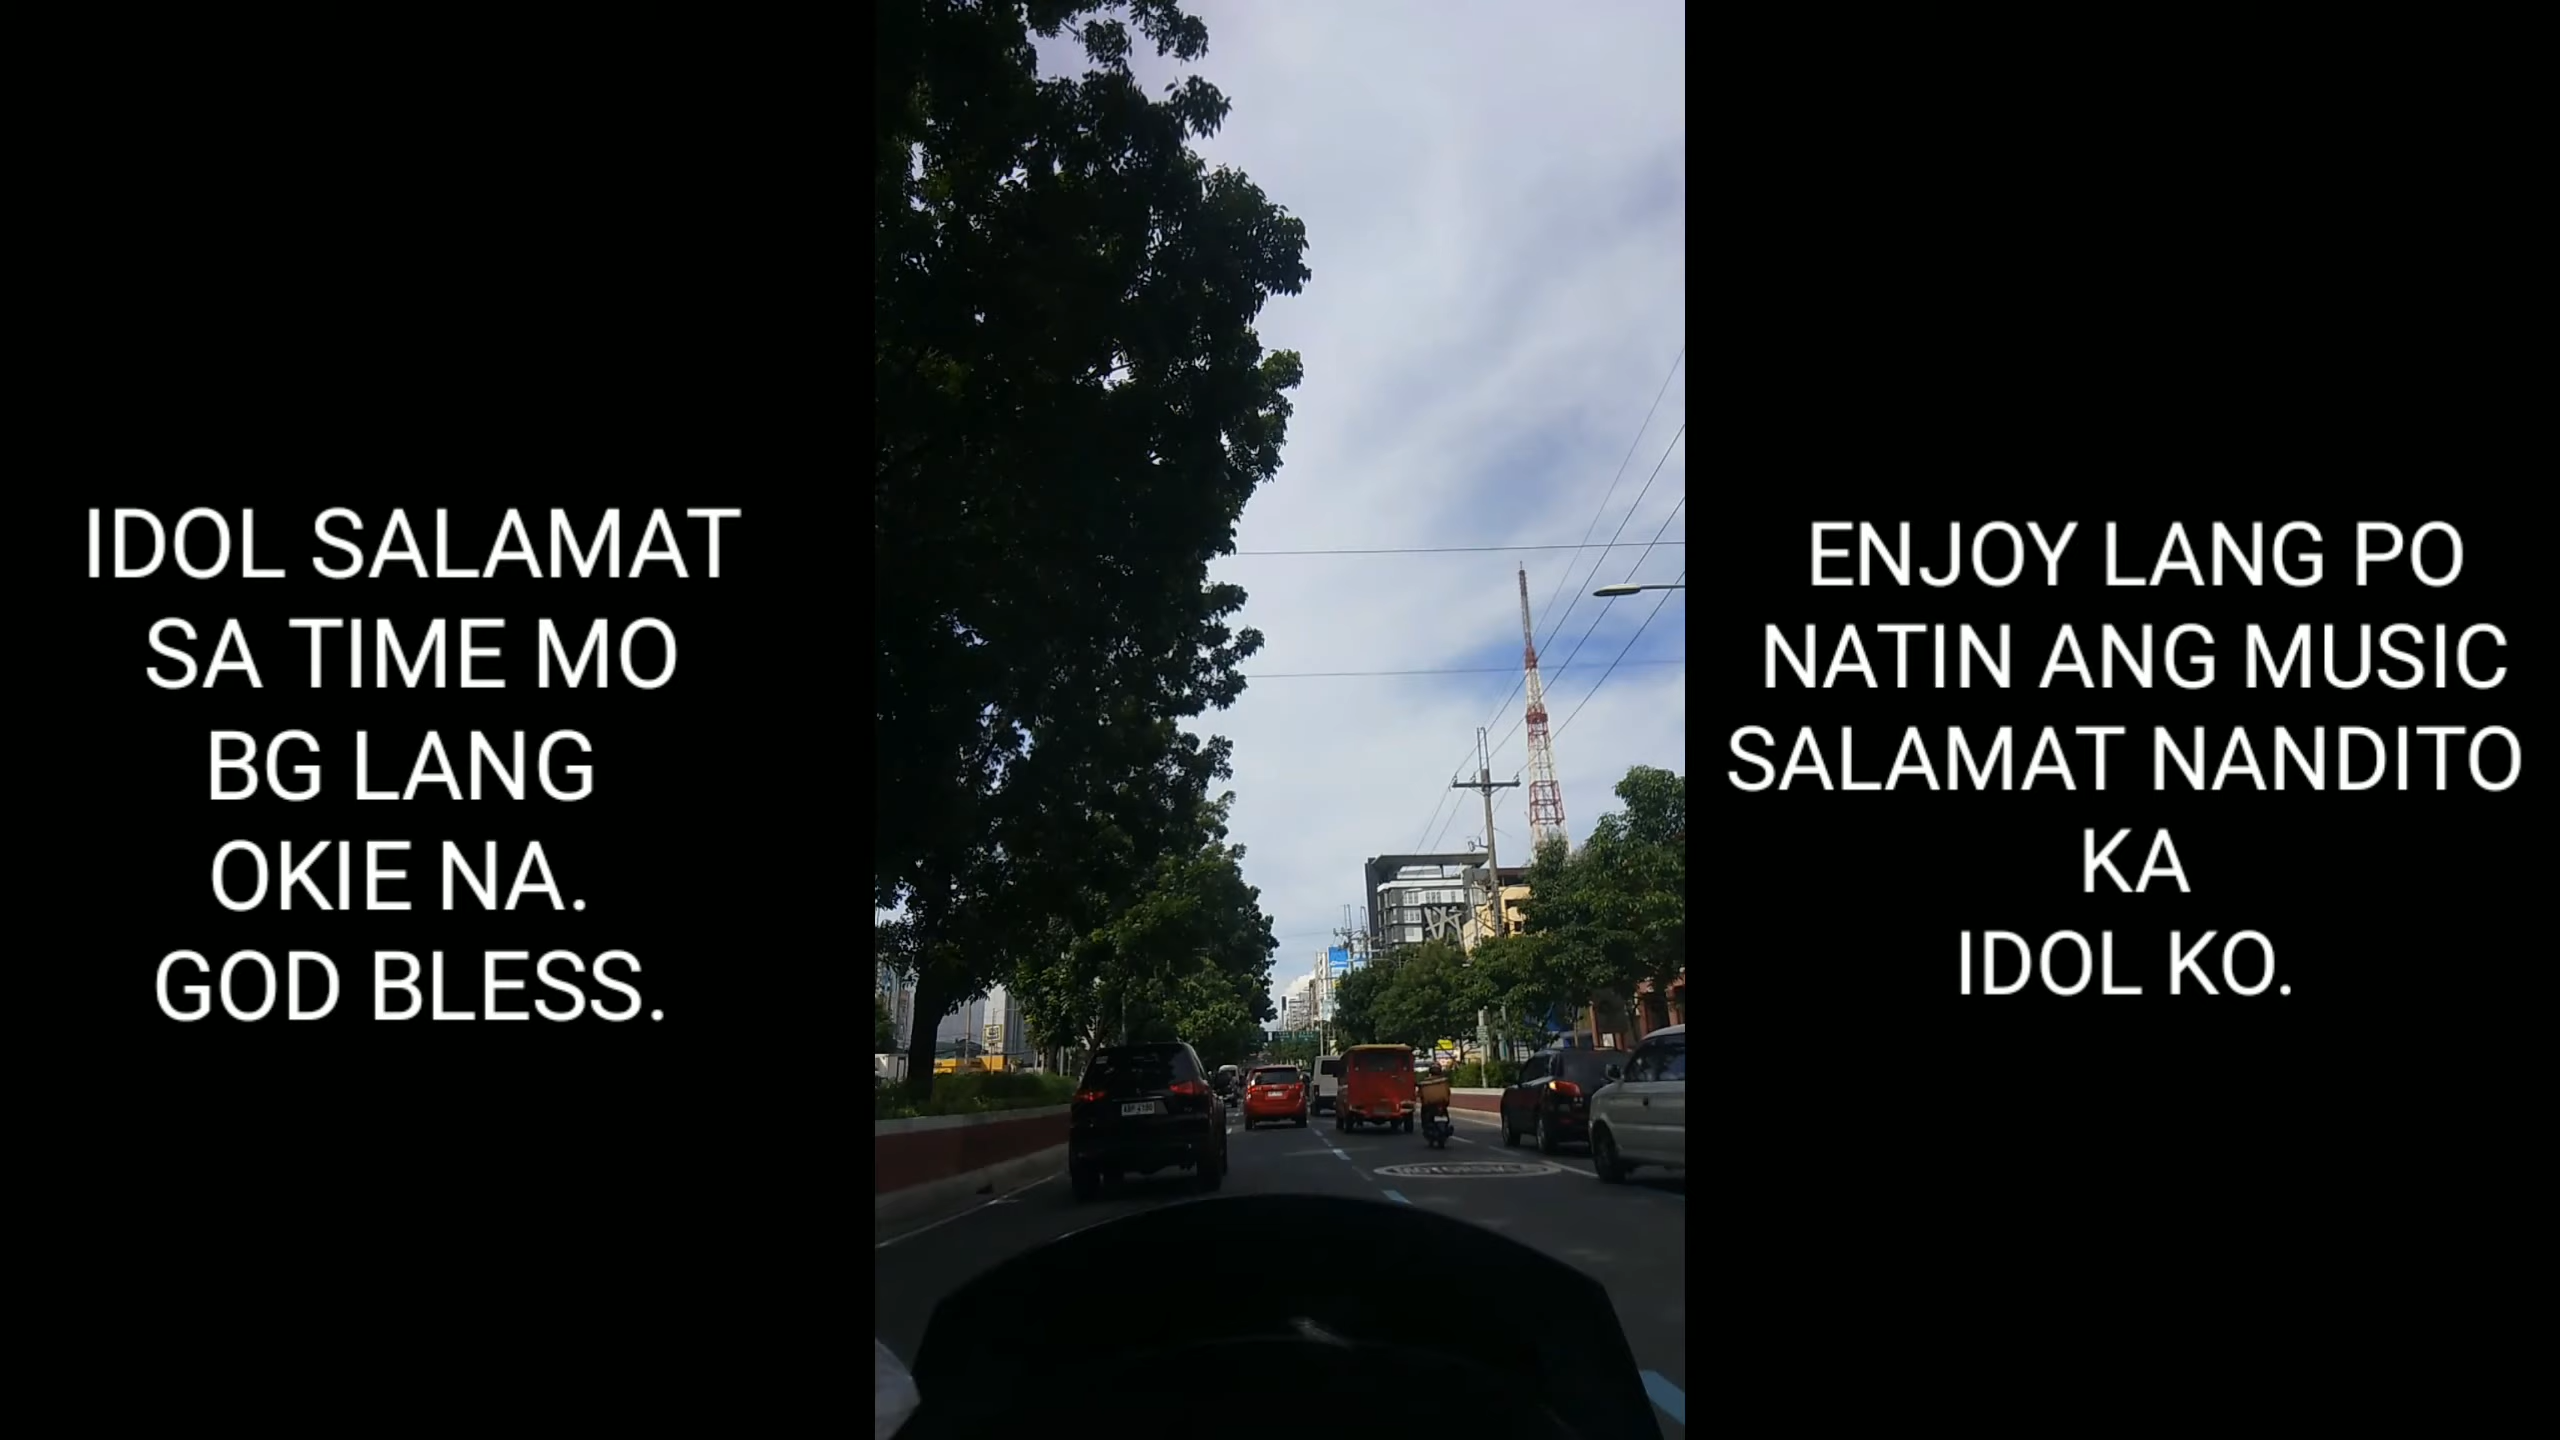 IDOL SALAMAT
SA TIME MO
BG LANG
OKIE NA.
GOD BLESS.
ENJOY LANG PO
NATIN ANG MUSIC
SALAMAT NANDITO
KA
IDOL KO.